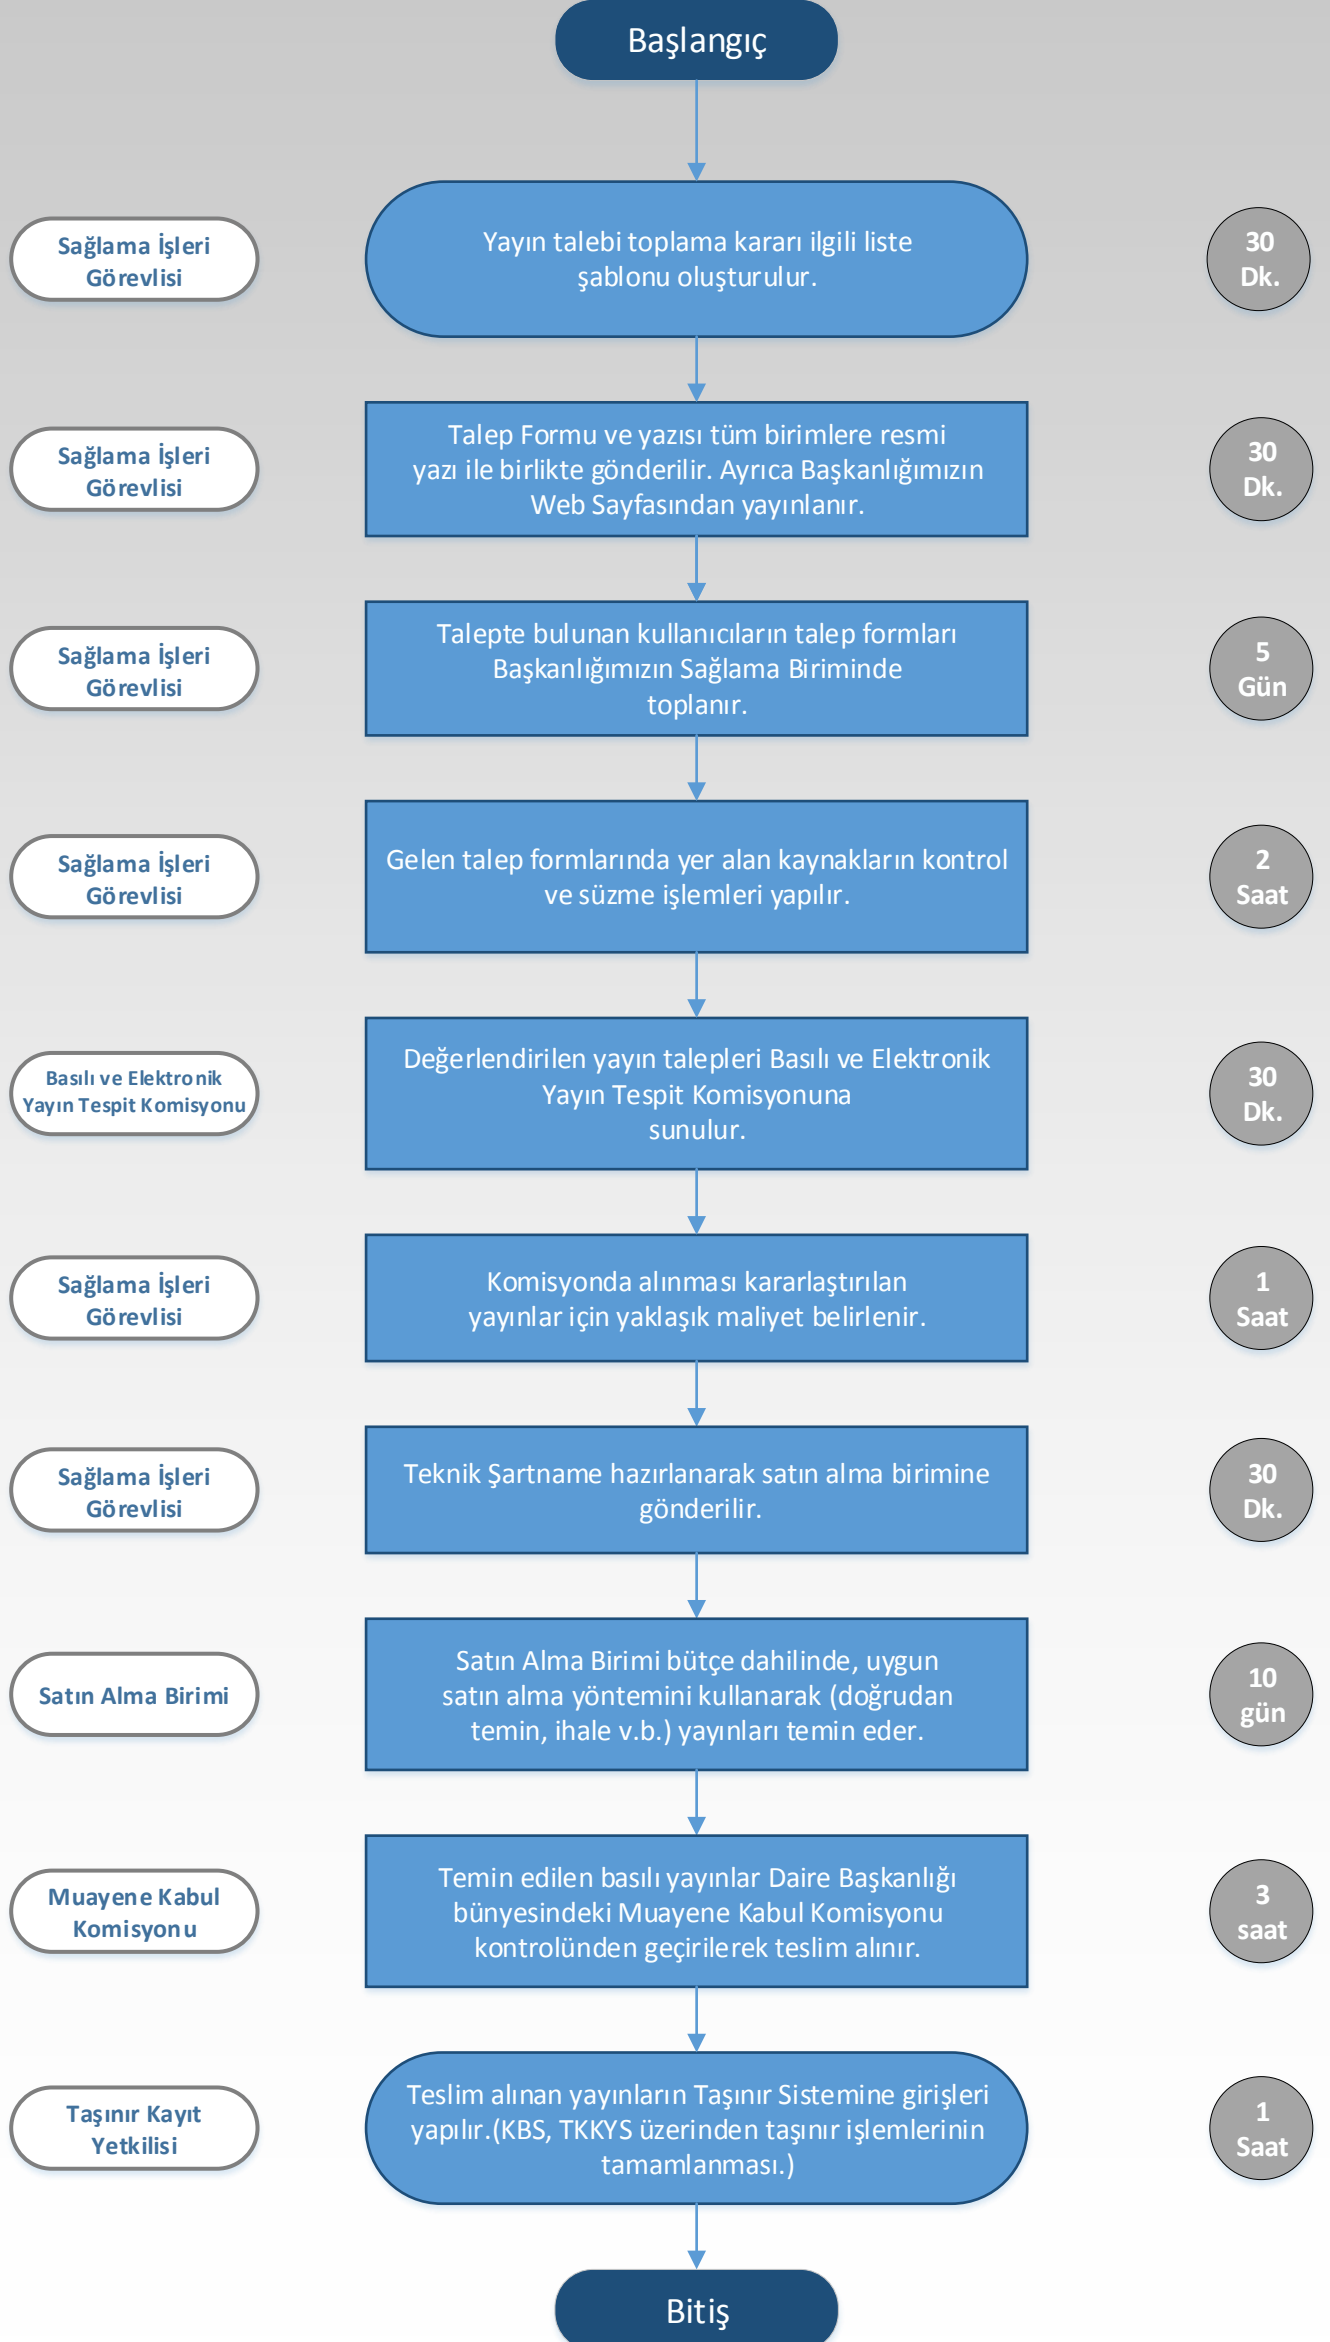 Başlangıç
Sağlama İşleri
Görevlisi
Yayın talebi toplama kararı ilgili liste
şablonu oluşturulur.
30
Dk.
Sağlama İşleri
Görevlisi
Talep Formu ve yazısı tüm birimlere resmi
yazı ile birlikte gönderilir. Ayrıca Başkanlığımızın
Web Sayfasından yayınlanır.
30
Dk.
Sağlama İşleri
Görevlisi
Talepte bulunan kullanıcıların talep formları
Başkanlığımızın Sağlama Biriminde
toplanır.
5
Gün
Sağlama İşleri
Görevlisi
Gelen talep formlarında yer alan kaynakların kontrol
ve süzme işlemleri yapılır.
2
Saat
Basılı ve Elektronik
Yayın Tespit Komisyonu
Değerlendirilen yayın talepleri Basılı ve Elektronik
Yayın Tespit Komisyonuna
sunulur.
30
Dk.
Sağlama İşleri
Görevlisi
Komisyonda alınması kararlaştırılan
yayınlar için yaklaşık maliyet belirlenir.
1
Saat
Sağlama İşleri
Görevlisi
Teknik Şartname hazırlanarak satın alma birimine
gönderilir.
30
Dk.
Satın Alma Birimi
Satın Alma Birimi bütçe dahilinde, uygun
satın alma yöntemini kullanarak (doğrudan
temin, ihale v.b.) yayınları temin eder.
10
gün
Muayene Kabul
Komisyonu
Temin edilen basılı yayınlar Daire Başkanlığı
bünyesindeki Muayene Kabul Komisyonu
kontrolünden geçirilerek teslim alınır.
3
saat
Taşınır Kayıt
Yetkilisi
Teslim alınan yayınların Taşınır Sistemine girişleri
yapılır.(KBS, TKKYS üzerinden taşınır işlemlerinin
tamamlanması.)
1
Saat
Bitiş